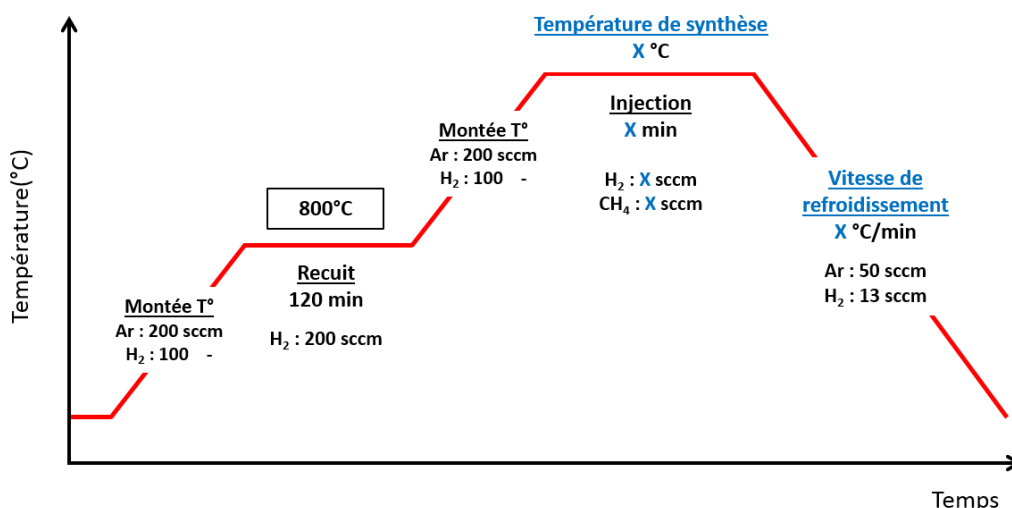 Température(°C)
Montée T°
Ar : 200 sccm
H₂ : 100 -
800°C
Recuit
120 min
H₂ : 200 sccm
Montée T°
Ar : 200 sccm
H₂ : 100 -
Température de synthèse
X °C
Injection
X min
H₂ : X sccm
CH₄ : X sccm
Vitesse de
refroidissement
X °C/min
Ar : 50 sccm
H₂ : 13 sccm
Temps